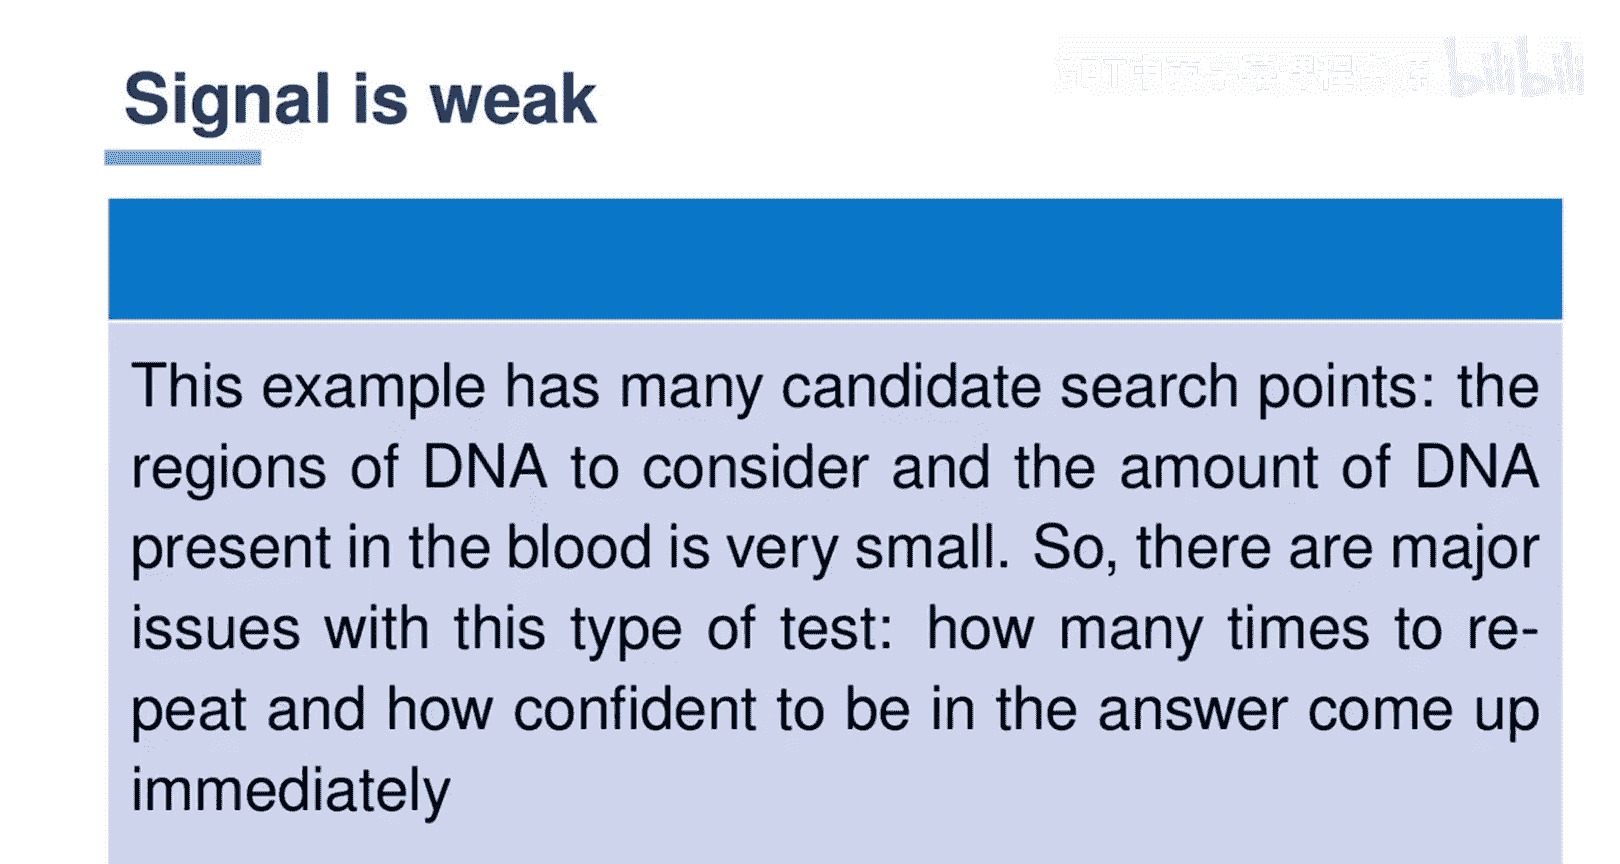 Signal is weak
bilibili
This example has many candidate search points: the
regions of DNA to consider and the amount of DNA
present in the blood is very small. So, there are major
issues with this type of test: how many times to re-
peat and how confident to be in the answer come up
immediately